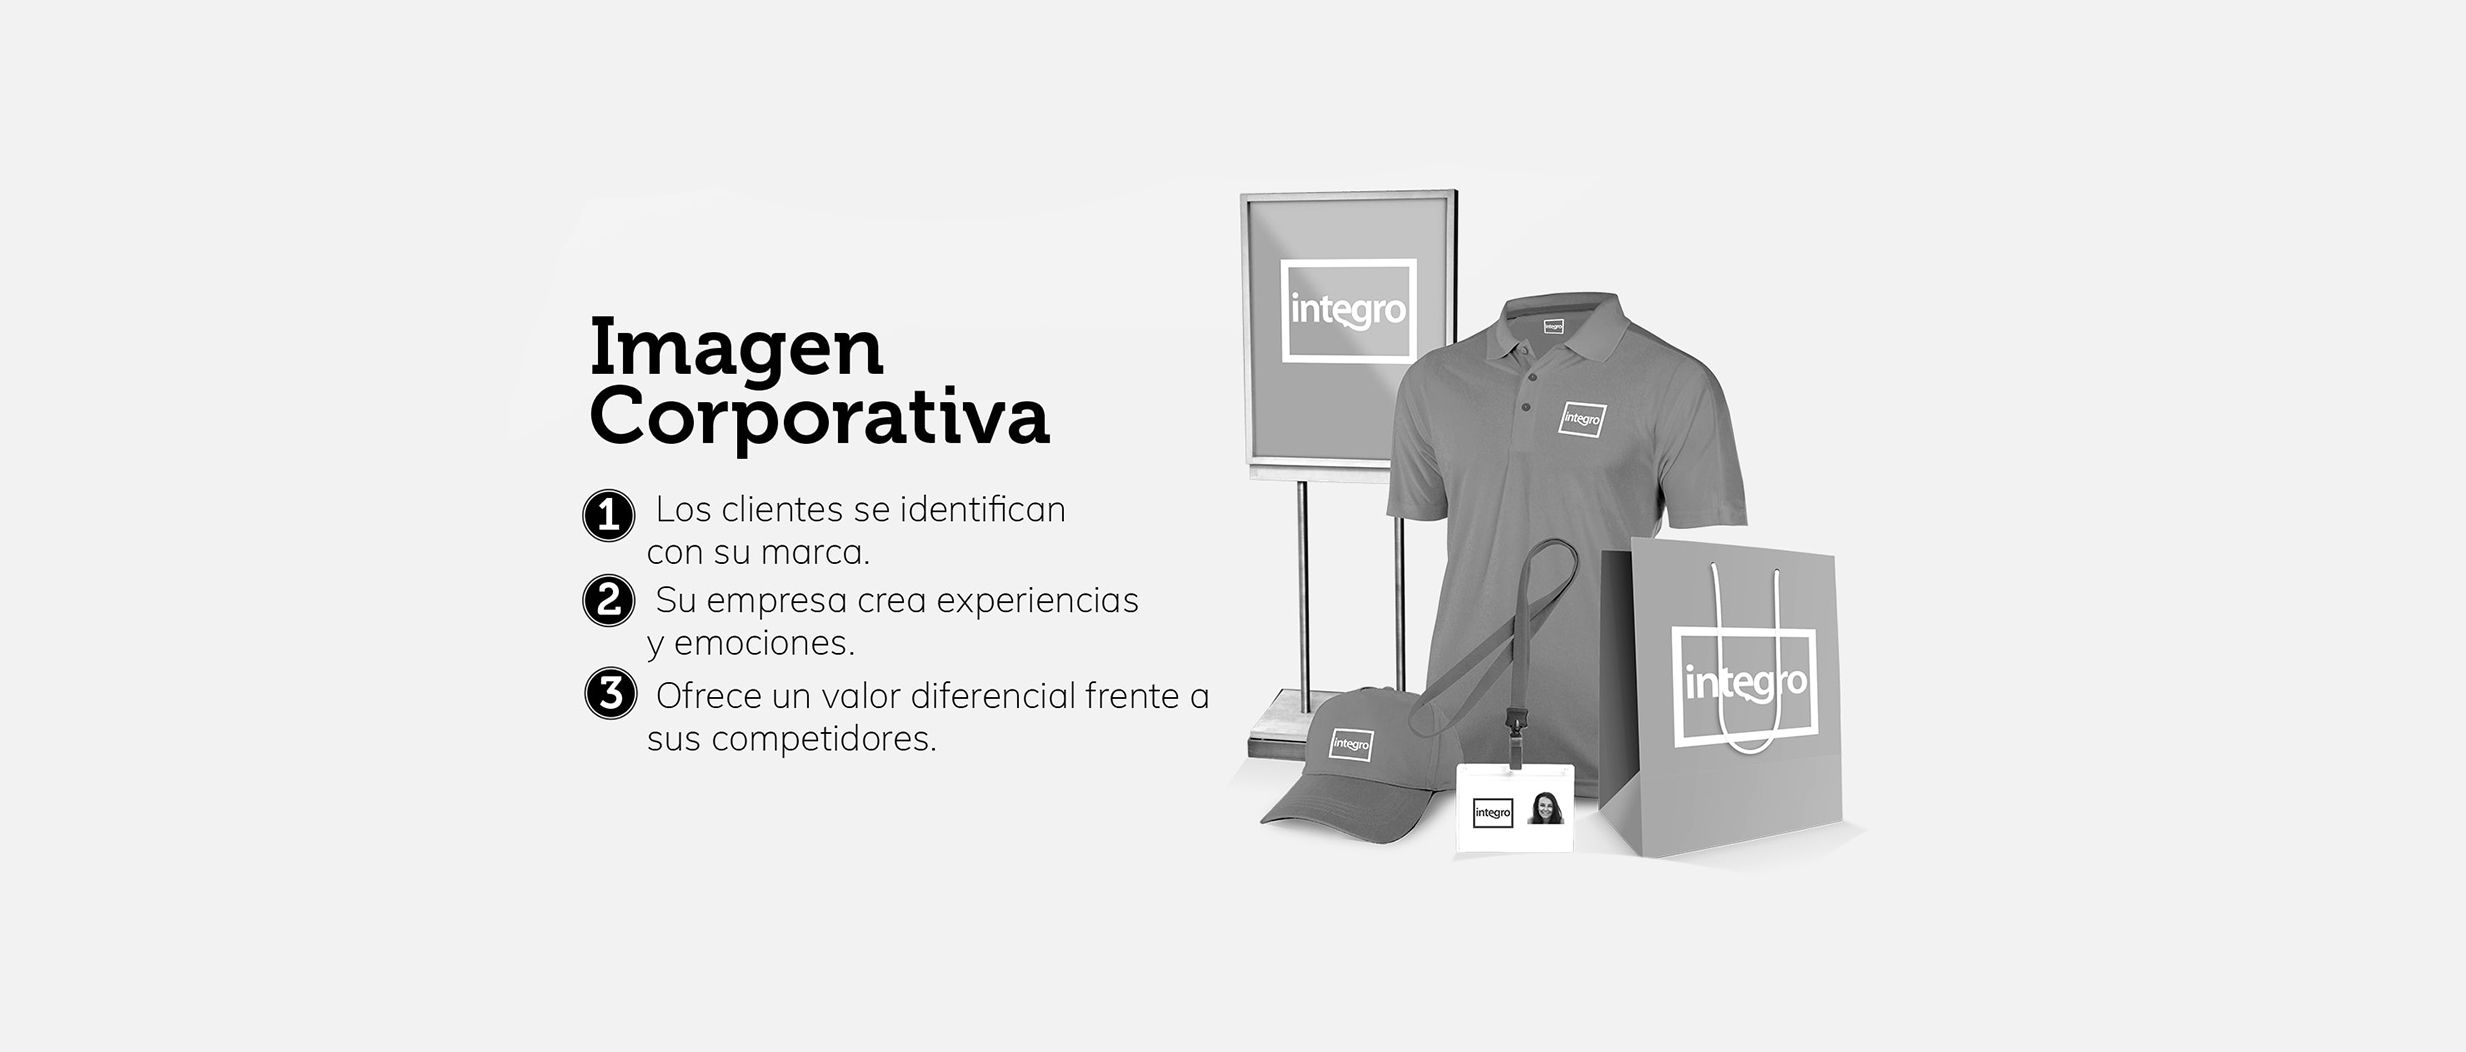 Imagen
Corporativa
1 Los clientes se identifican
con su marca.
2 Su empresa crea experiencias
y emociones.
3 Ofrece un valor diferencial frente a
sus competidores.
integro
integro
integro
integro
integro
integro